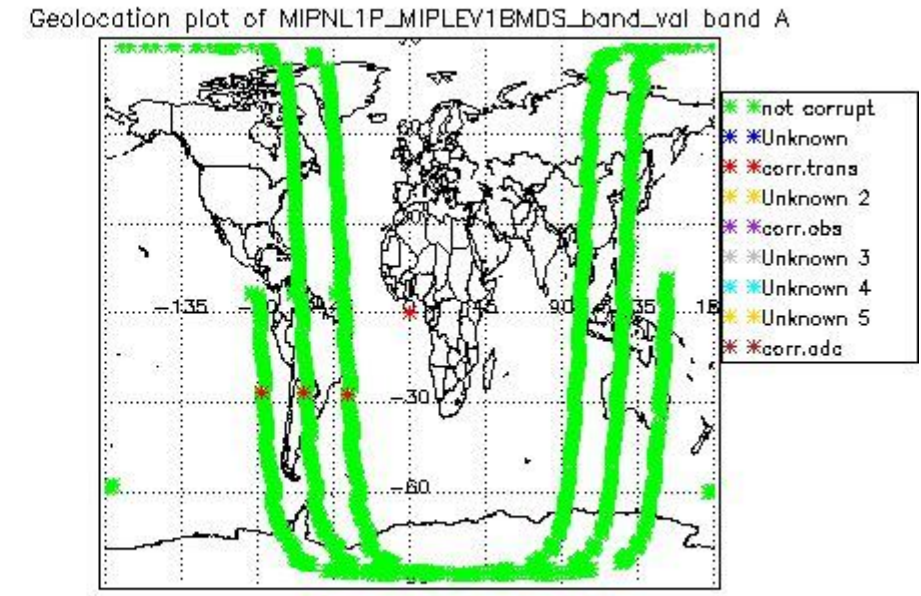 Geolocation plot of MIPNL1P_MIPLEV1BMDS_band_val band A
not corrupt
Unknown
corr.trans
Unknown 2
corr.obs
Unknown 3
Unknown 4
Unknown 5
corr.adc
60
-135
90
-30
-60